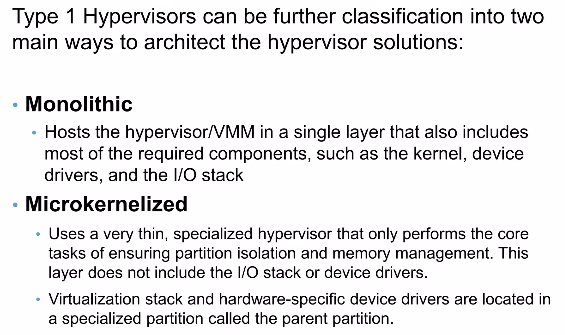 Type 1 Hypervisors can be further classification into two
main ways to architect the hypervisor solutions:
• Monolithic
• Hosts the hypervisor/VMM in a single layer that also includes
most of the required components, such as the kernel, device
drivers, and the I/O stack
• Microkernelized
• Uses a very thin, specialized hypervisor that only performs the core
tasks of ensuring partition isolation and memory management. This
layer does not include the I/O stack or device drivers.
• Virtualization stack and hardware-specific device drivers are located in
a specialized partition called the parent partition.